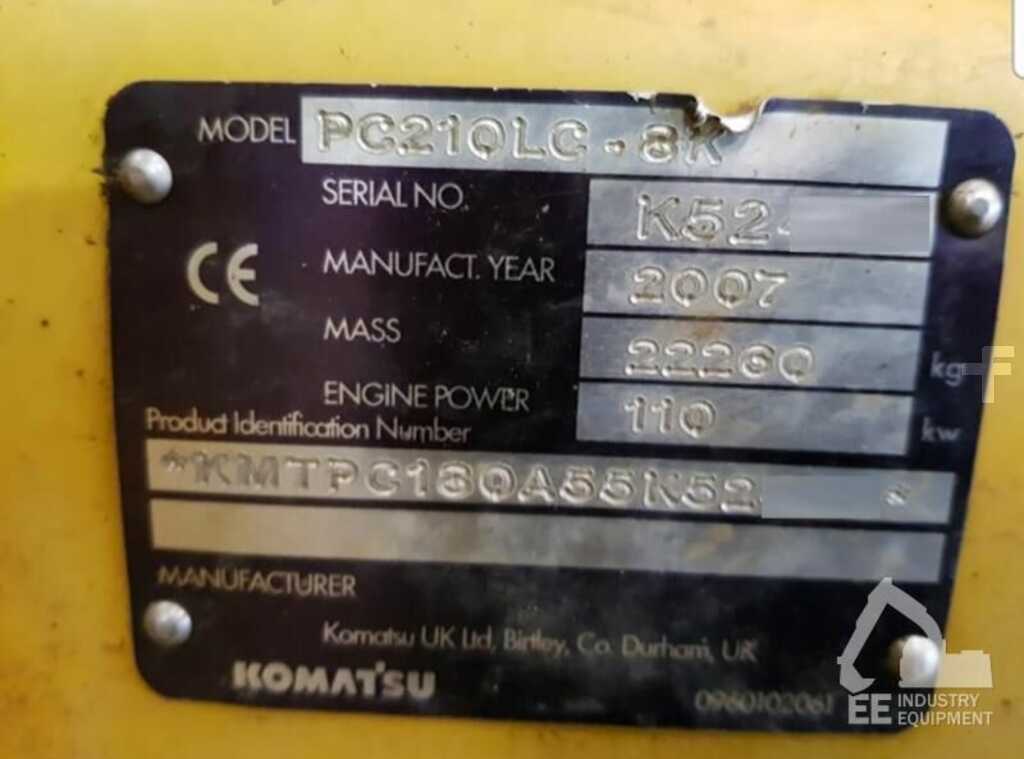 MODEL PC210LC-8K
SERIAL NO. K52
MANUFACT. YEAR 2007
MASS 22260 kg
ENGINE POWER 110 kw
Product Identification Number
*KMTPC180A55K52 *
MANUFACTURER
Komatsu UK Ltd, Birtley, Co. Durham, UK
KOMATSU
0960102061
CE
F
EE INDUSTRY
EQUIPMENT